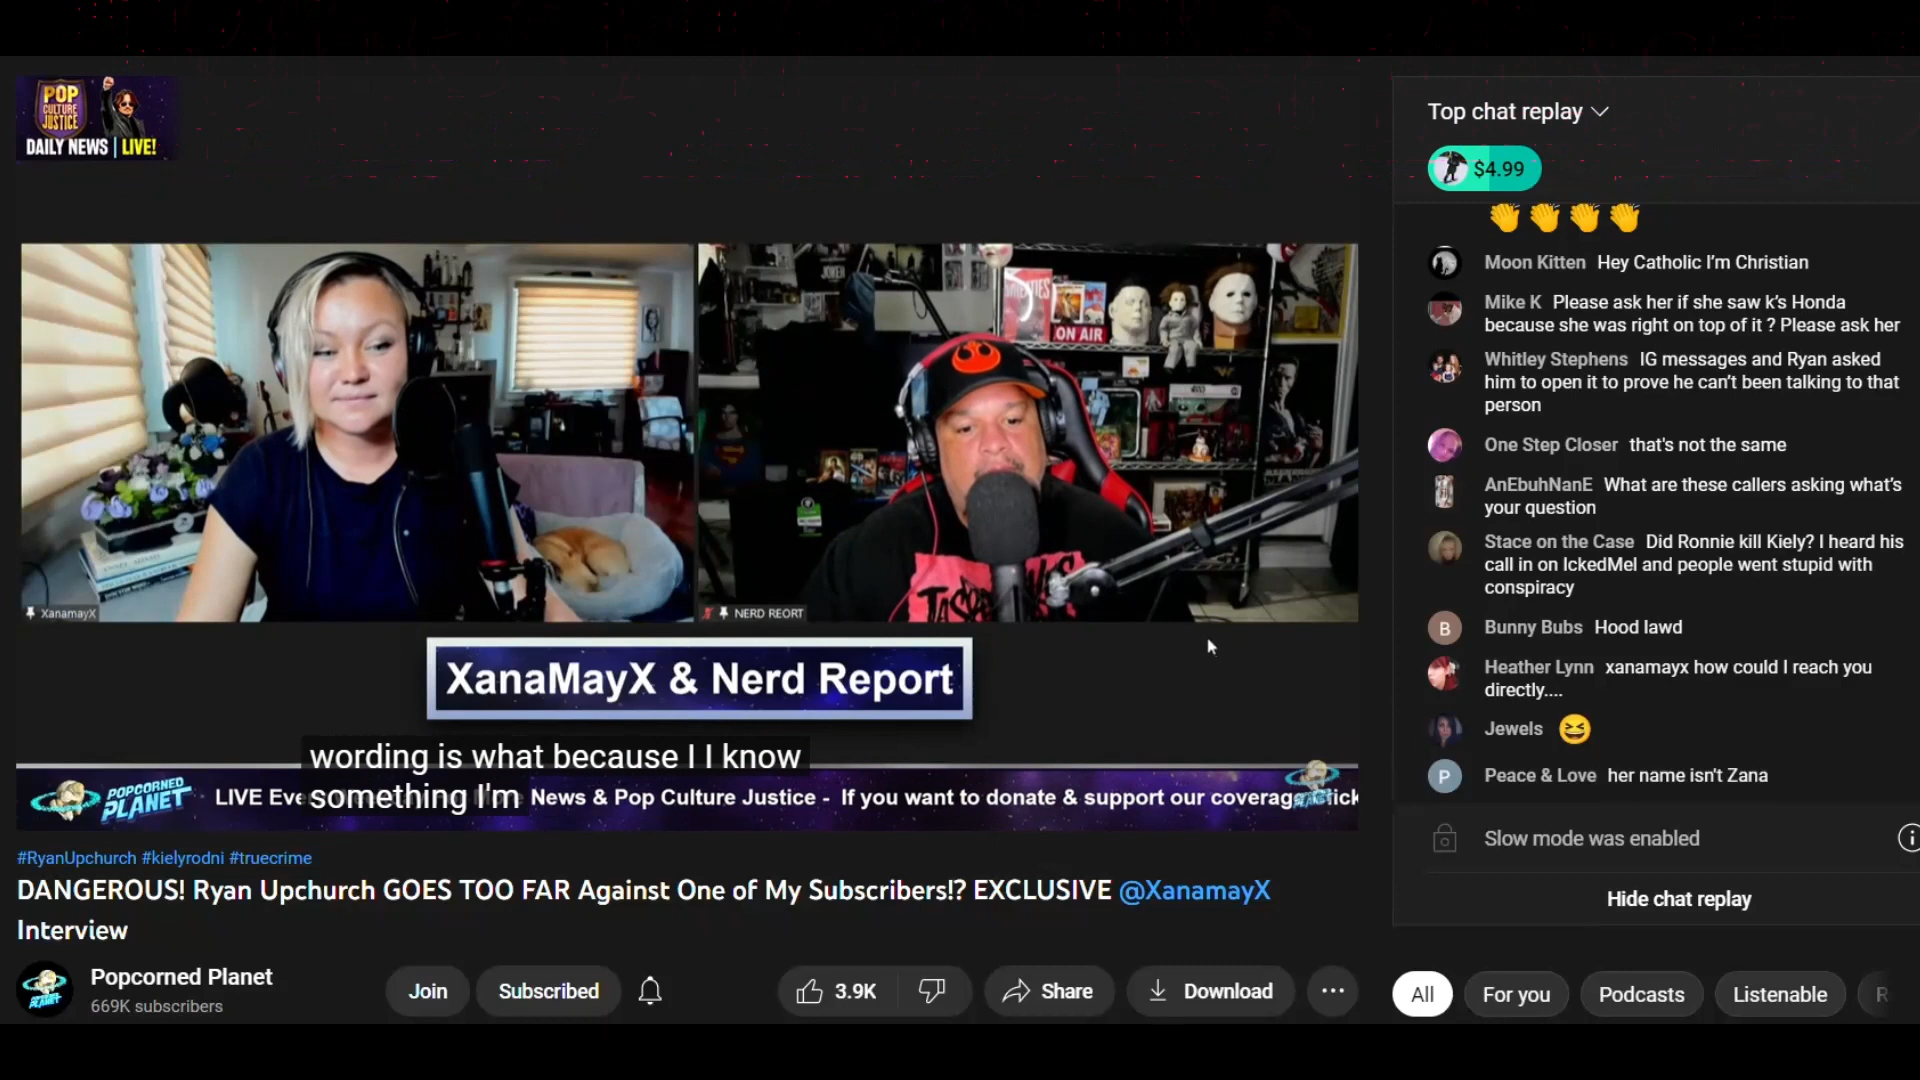 POP
CULTURE
JUSTICE
DAILY NEWS | LIVE!
JOKER
ON AIR
XanamayX
NERD REORT
XanaMayX & Nerd Report
wording is what because I I know
something I'm
POPCORNED
PLANET
LIVE Eve
News & Pop Culture Justice - If you want to donate & support our coverage
#RyanUpchurch #kielyrodni #truecrime
DANGEROUS! Ryan Upchurch GOES TOO FAR Against One of My Subscribers!? EXCLUSIVE @XanamayX
Interview
Popcorned Planet
669K subscribers
Join
Subscribed
3.9K
Share
Download
Top chat replay
$4.99
Moon Kitten Hey Catholic I'm Christian
Mike K Please ask her if she saw k's Honda
because she was right on top of it ? Please ask her
Whitley Stephens IG messages and Ryan asked
him to open it to prove he can't been talking to that
person
One Step Closer that's not the same
AnEbuhNanE What are these callers asking what's
your question
Stace on the Case Did Ronnie kill Kiely? I heard his
call in on IckedMel and people went stupid with
conspiracy
B
Bunny Bubs Hood lawd
Heather Lynn xanamayx how could I reach you
directly....
Jewels 😆
P
Peace & Love her name isn't Zana
Slow mode was enabled
Hide chat replay
All
For you
Podcasts
Listenable
R